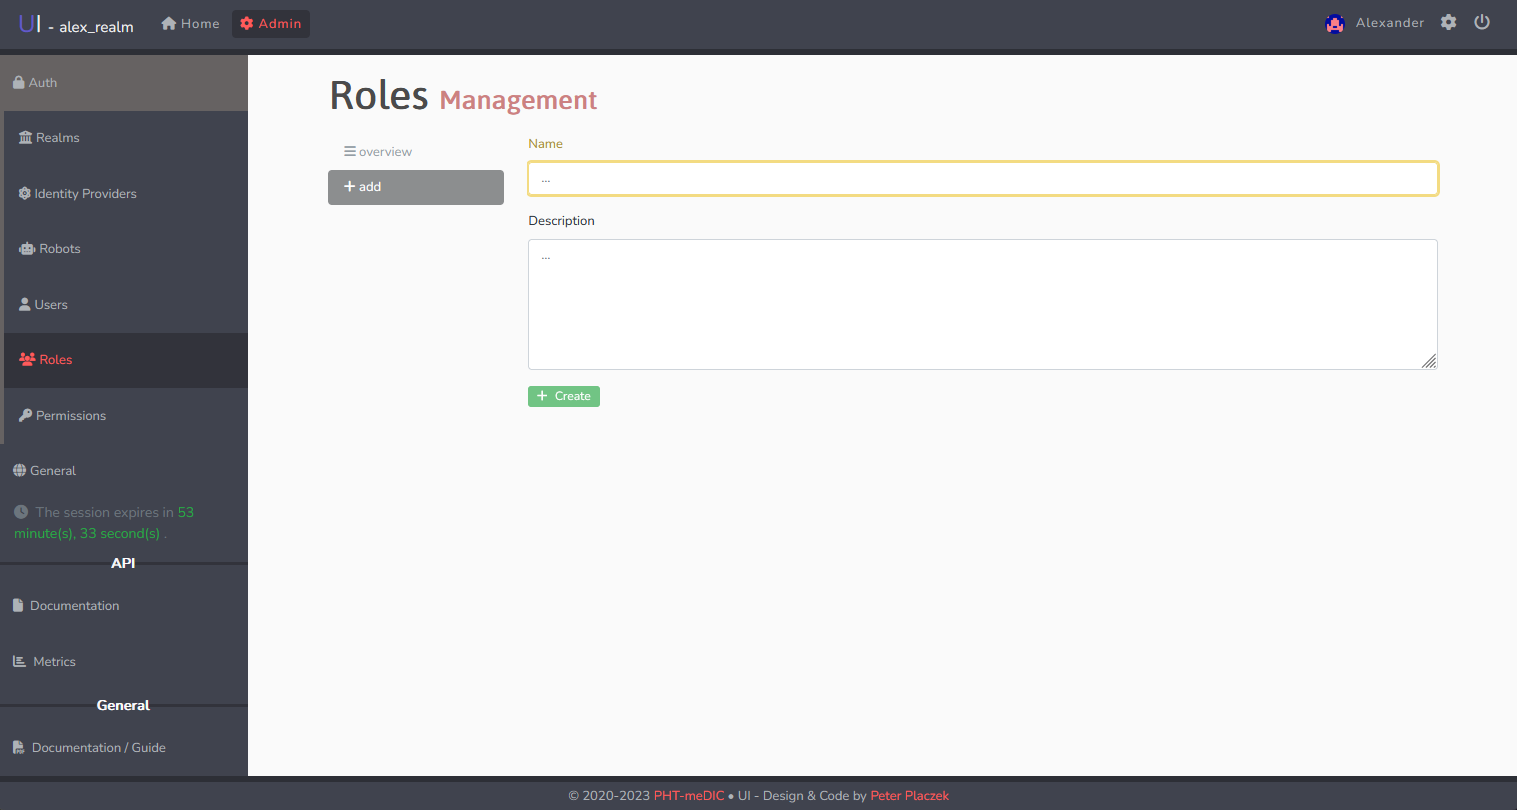 UI - alex_realm
Home
Admin
Alexander
Auth
Realms
Identity Providers
Robots
Users
Roles
Permissions
General
The session expires in 53
minute(s), 33 second(s) .
API
Documentation
Metrics
General
Documentation / Guide
Roles Management
overview
add
Name
...
Description
...
Create
© 2020-2023 PHT-meDIC • UI - Design & Code by Peter Placzek